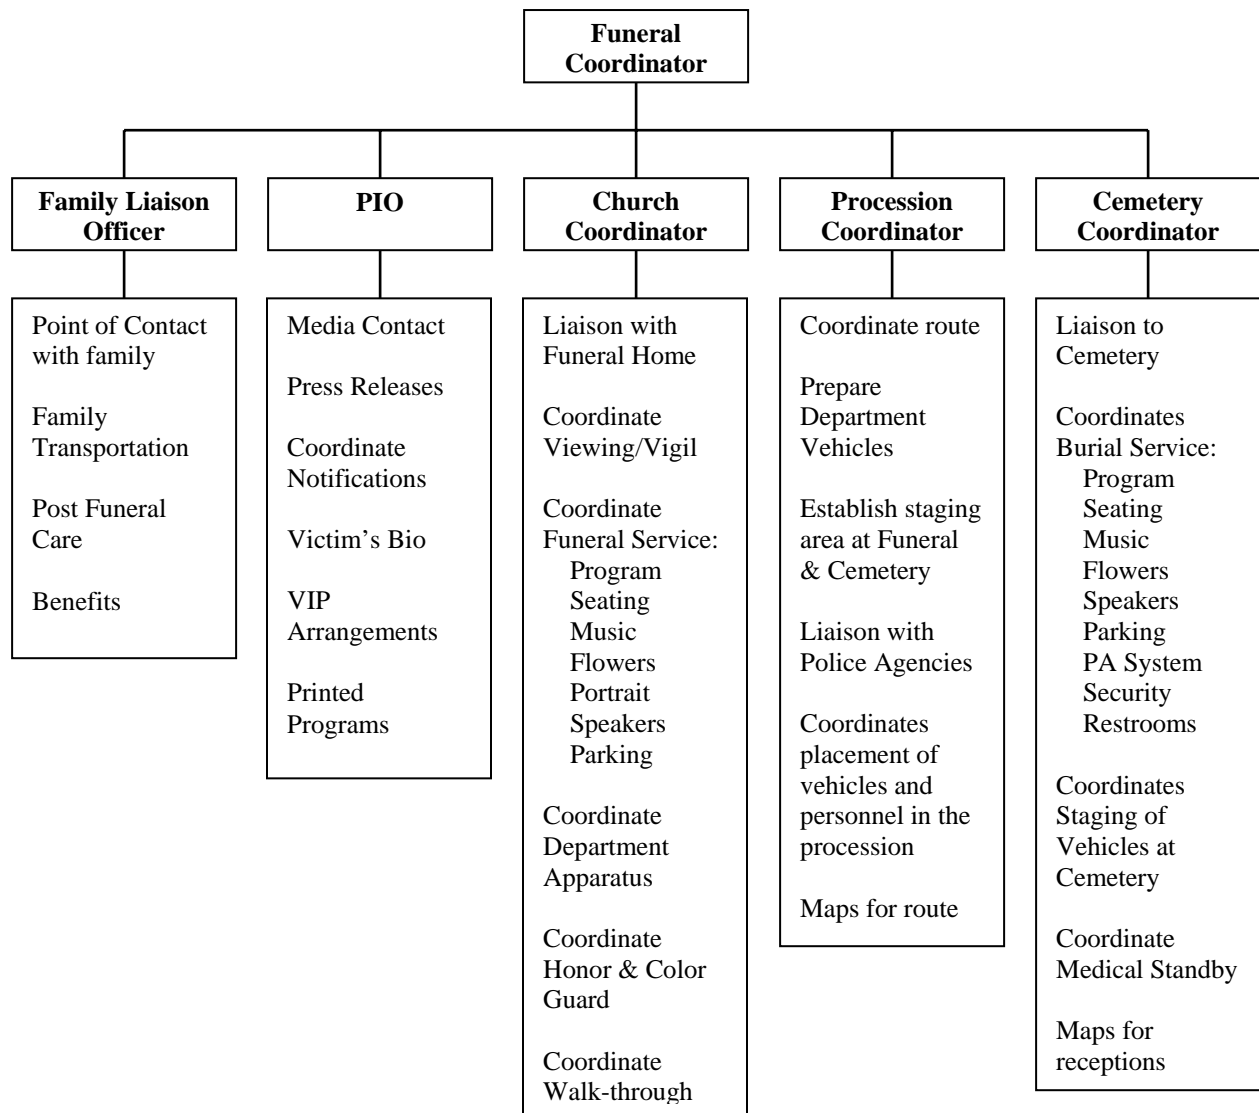 Funeral
Coordinator
Family Liaison
Officer
PIO
Church
Coordinator
Procession
Coordinator
Cemetery
Coordinator
Point of Contact
with family
Family
Transportation
Post Funeral
Care
Benefits
Media Contact
Press Releases
Coordinate
Notifications
Victim’s Bio
VIP
Arrangements
Printed
Programs
Liaison with
Funeral Home
Coordinate
Viewing/Vigil
Coordinate
Funeral Service:
Program
Seating
Music
Flowers
Portrait
Speakers
Parking
Coordinate
Department
Apparatus
Coordinate
Honor & Color
Guard
Coordinate
Walk-through
Coordinate route
Prepare
Department
Vehicles
Establish staging
area at Funeral
& Cemetery
Liaison with
Police Agencies
Coordinates
placement of
vehicles and
personnel in the
procession
Maps for route
Liaison to
Cemetery
Coordinates
Burial Service:
Program
Seating
Music
Flowers
Speakers
Parking
PA System
Security
Restrooms
Coordinates
Staging of
Vehicles at
Cemetery
Coordinate
Medical Standby
Maps for
receptions